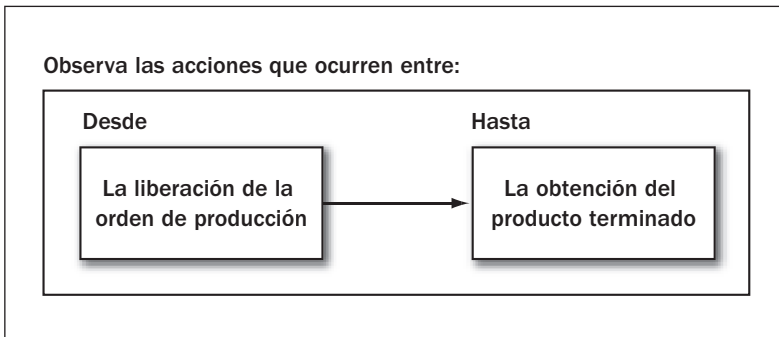 Observa las acciones que ocurren entre:
Desde
La liberación de la
orden de producción
Hasta
La obtención del
producto terminado